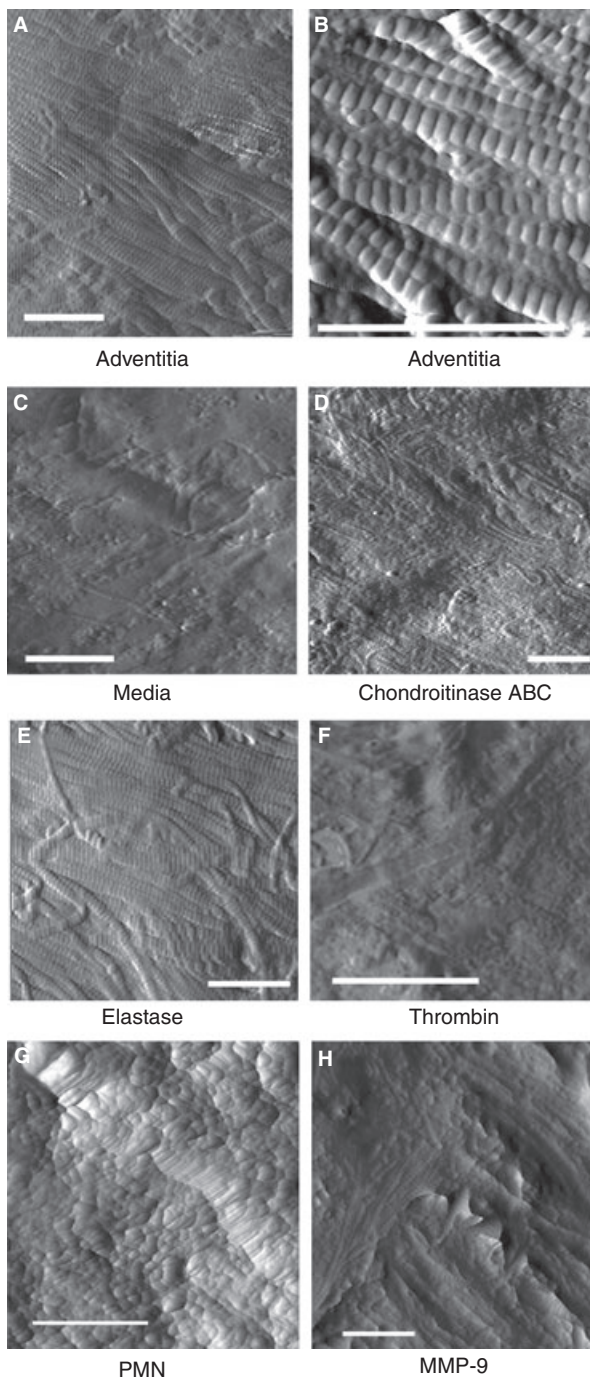 A
B
Adventitia
Adventitia
C
D
Media
Chondroitinase ABC
E
F
Elastase
Thrombin
G
H
PMN
MMP-9